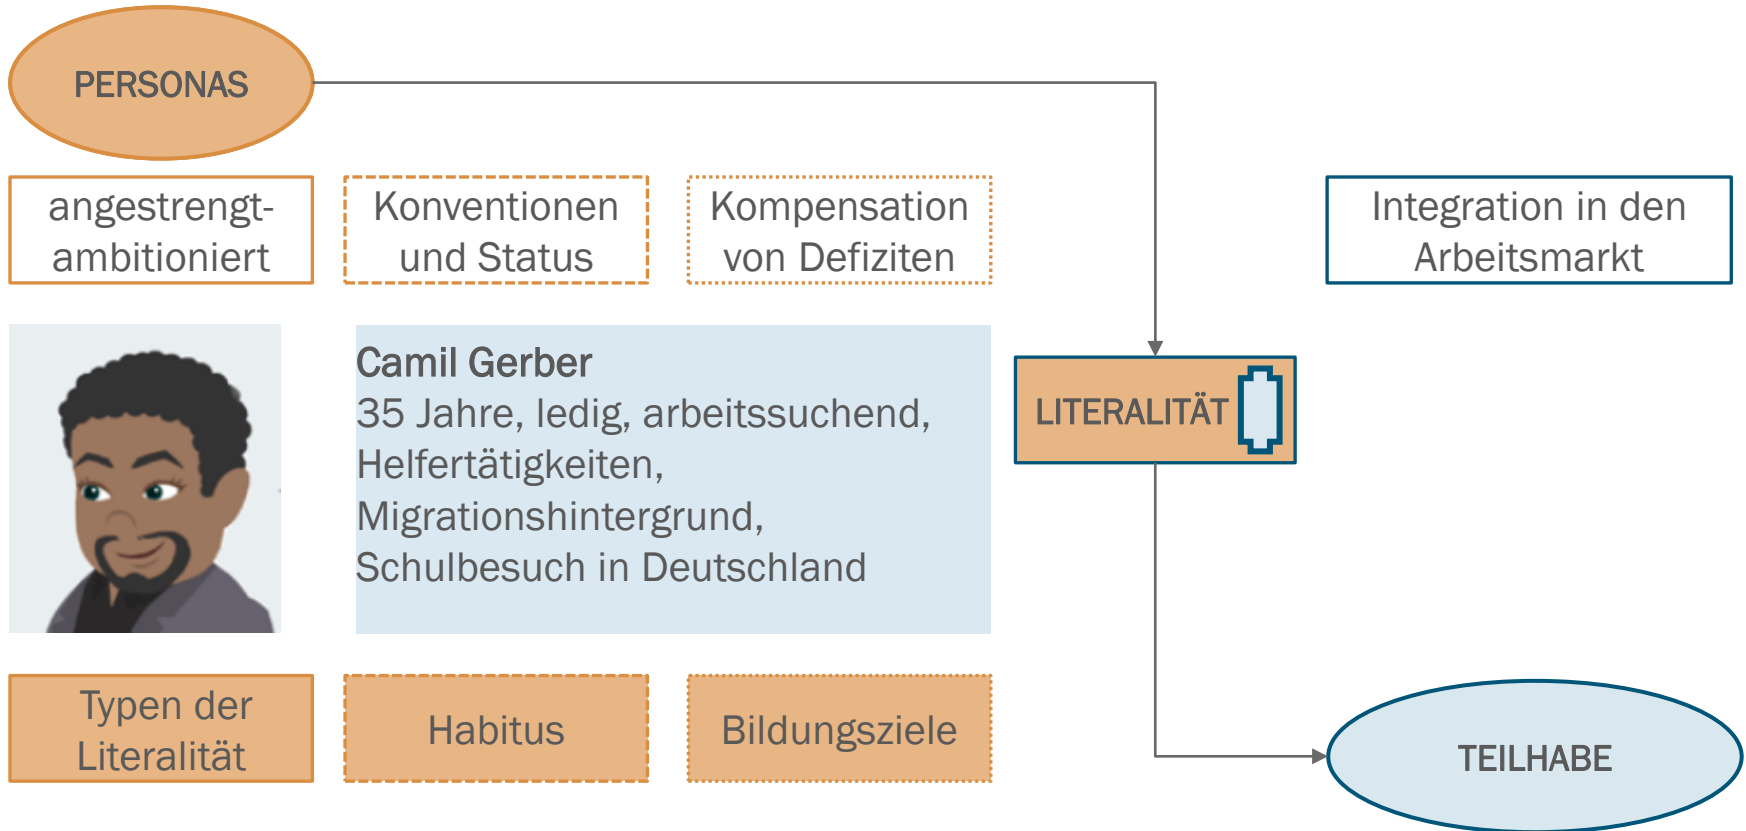 PERSONAS
angestrengt-
ambitioniert
Konventionen
und Status
Kompensation
von Defiziten
Integration in den
Arbeitsmarkt
Camil Gerber
35 Jahre, ledig, arbeitssuchend,
Helfertätigkeiten,
Migrationshintergrund,
Schulbesuch in Deutschland
LITERALITÄT
Typen der
Literalität
Habitus
Bildungsziele
TEILHABE